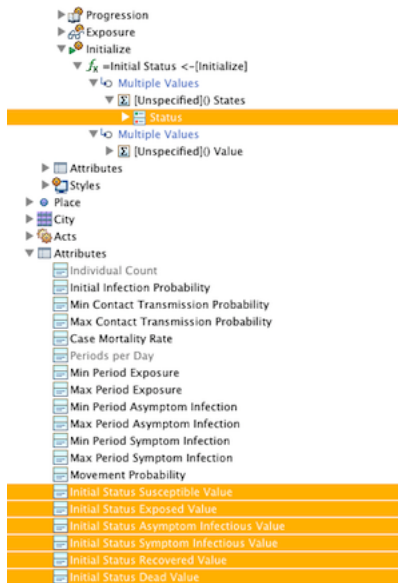 Progression
Exposure
Initialize
fx =Initial Status <-[Initialize]
Multiple Values
Σ [Unspecified]() States
Status
Multiple Values
Σ [Unspecified]() Value
Attributes
Styles
Place
City
Acts
Attributes
Individual Count
Initial Infection Probability
Min Contact Transmission Probability
Max Contact Transmission Probability
Case Mortality Rate
Periods per Day
Min Period Exposure
Max Period Exposure
Min Period Asymptom Infection
Max Period Asymptom Infection
Min Period Symptom Infection
Max Period Symptom Infection
Movement Probability
Initial Status Susceptible Value
Initial Status Exposed Value
Initial Status Asymptom Infectious Value
Initial Status Symptom Infectious Value
Initial Status Recovered Value
Initial Status Dead Value